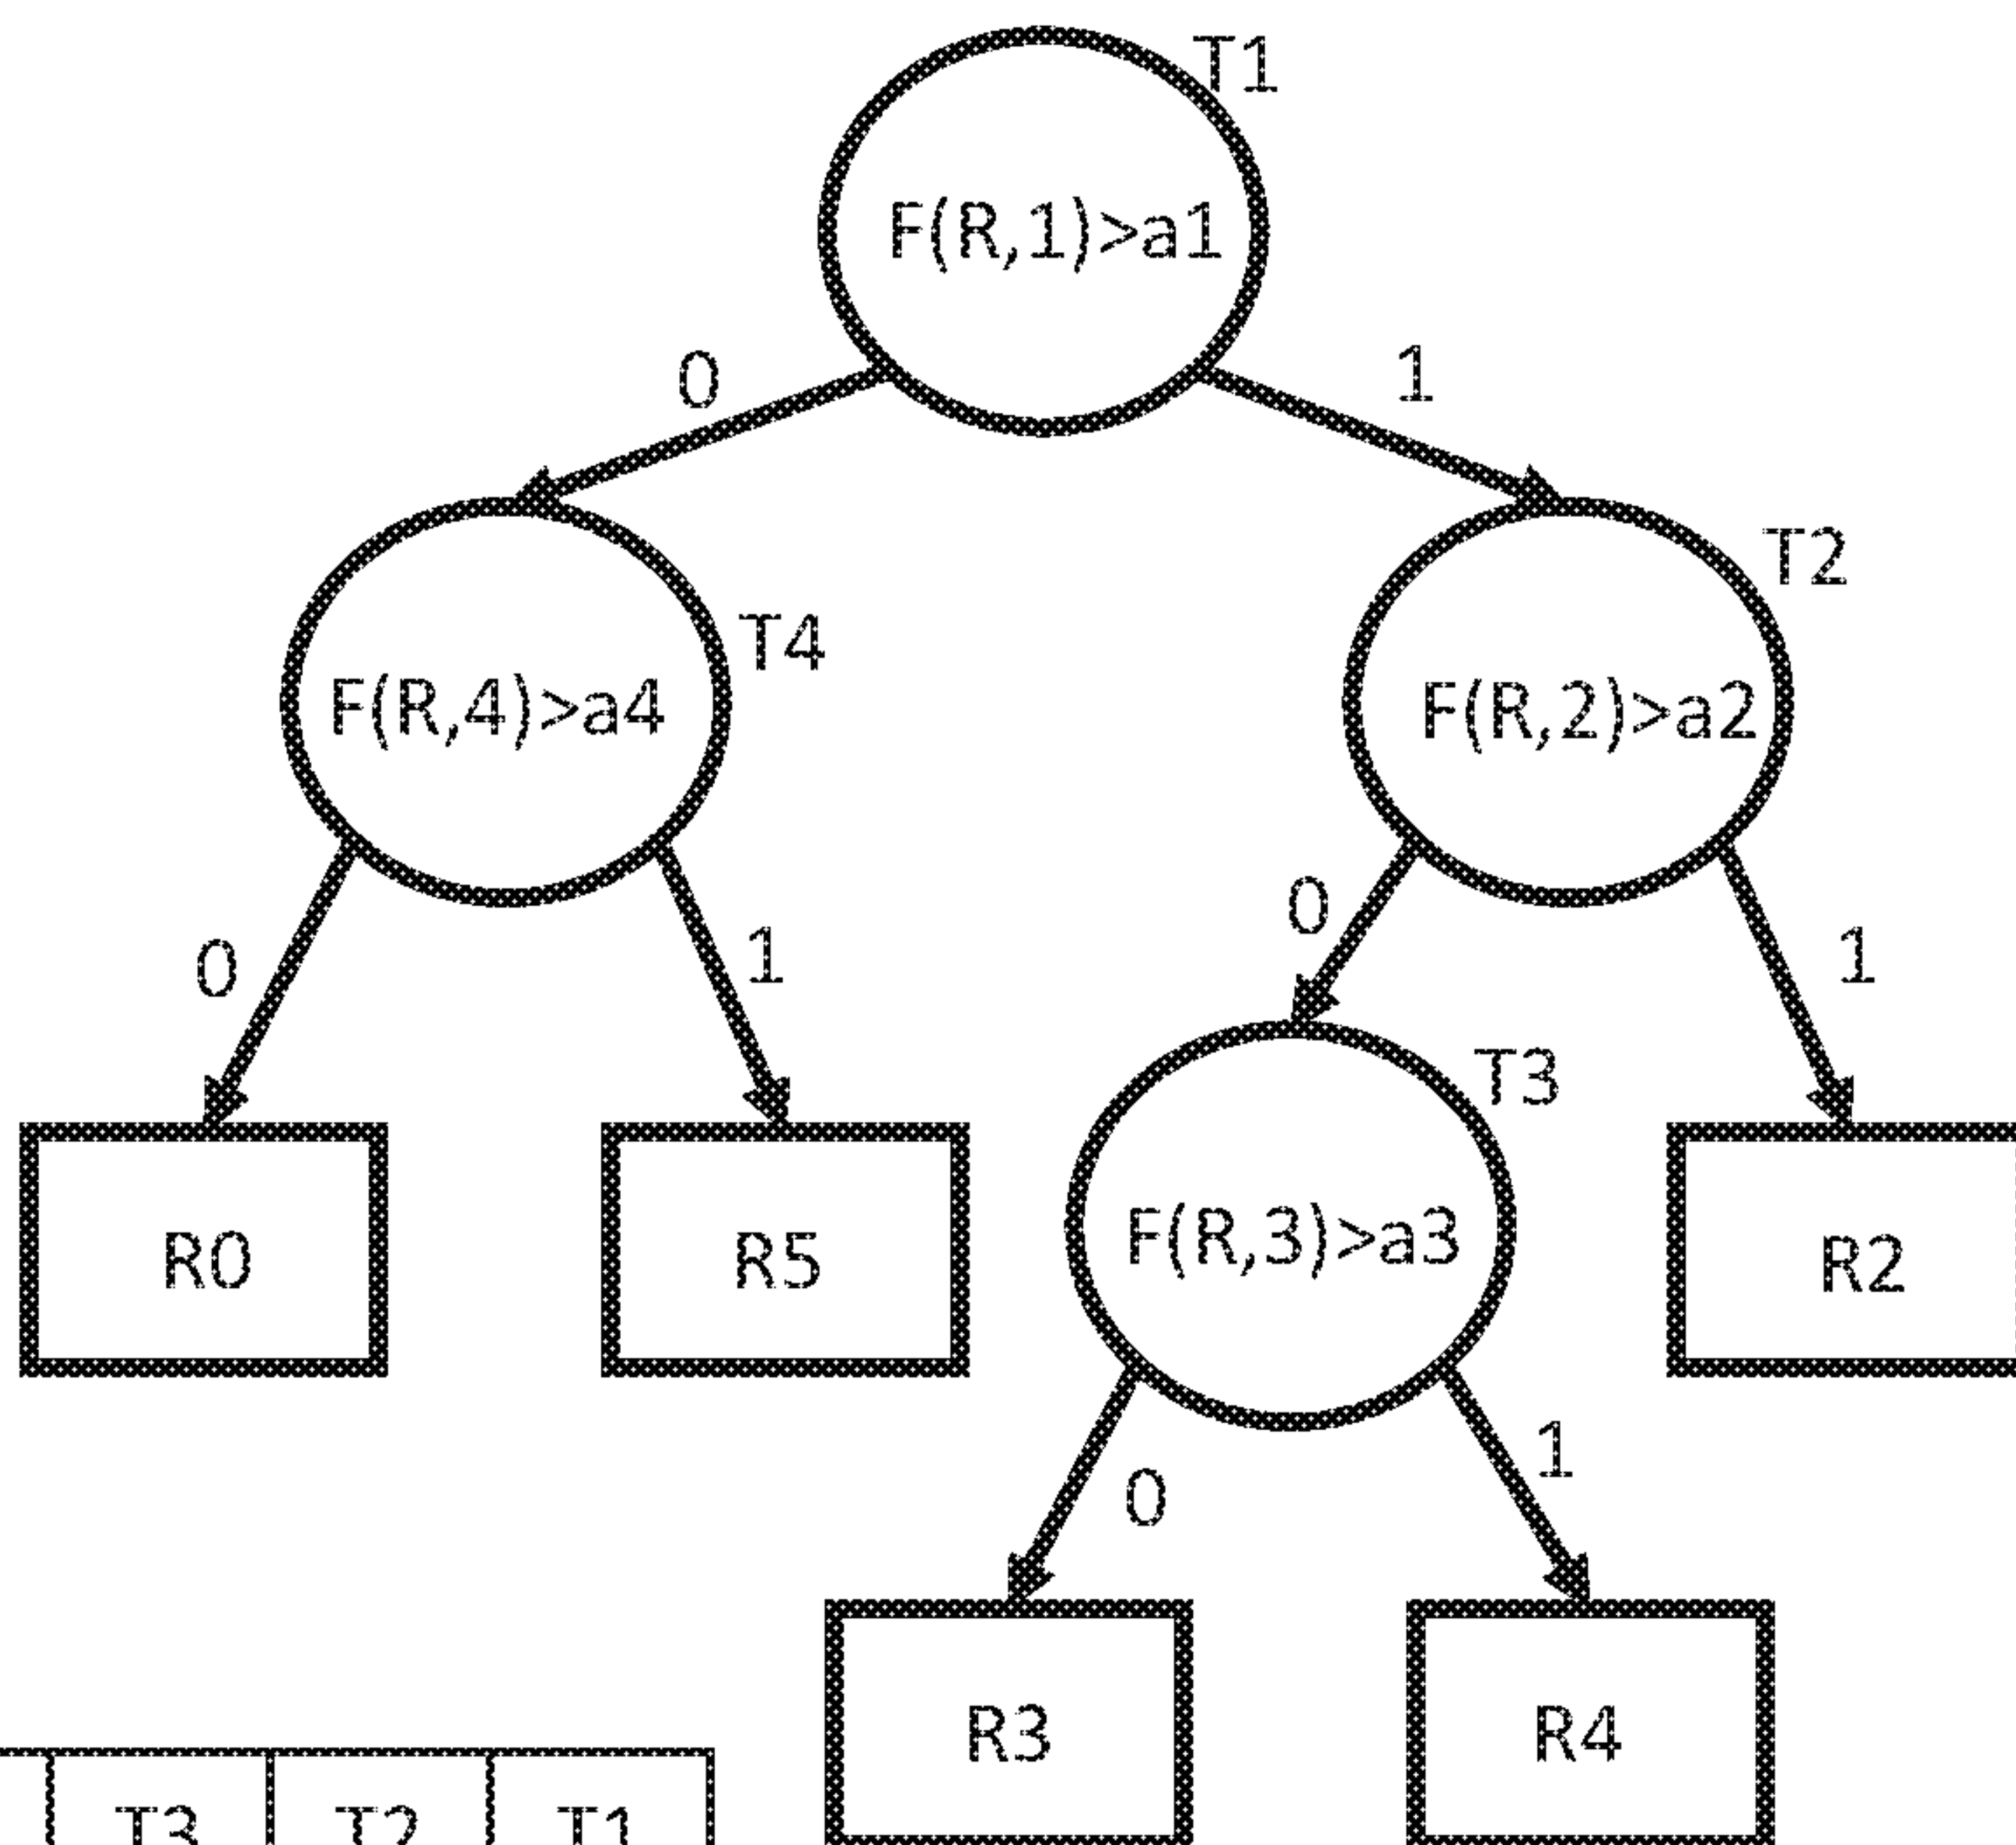 T1
F(R,1)>a1
0
1
T2
T4
F(R,4)>a4
F(R,2)>a2
0
1
0
1
T3
R0
R5
F(R,3)>a3
R2
0
1
R3
R4
T3
T2
T1